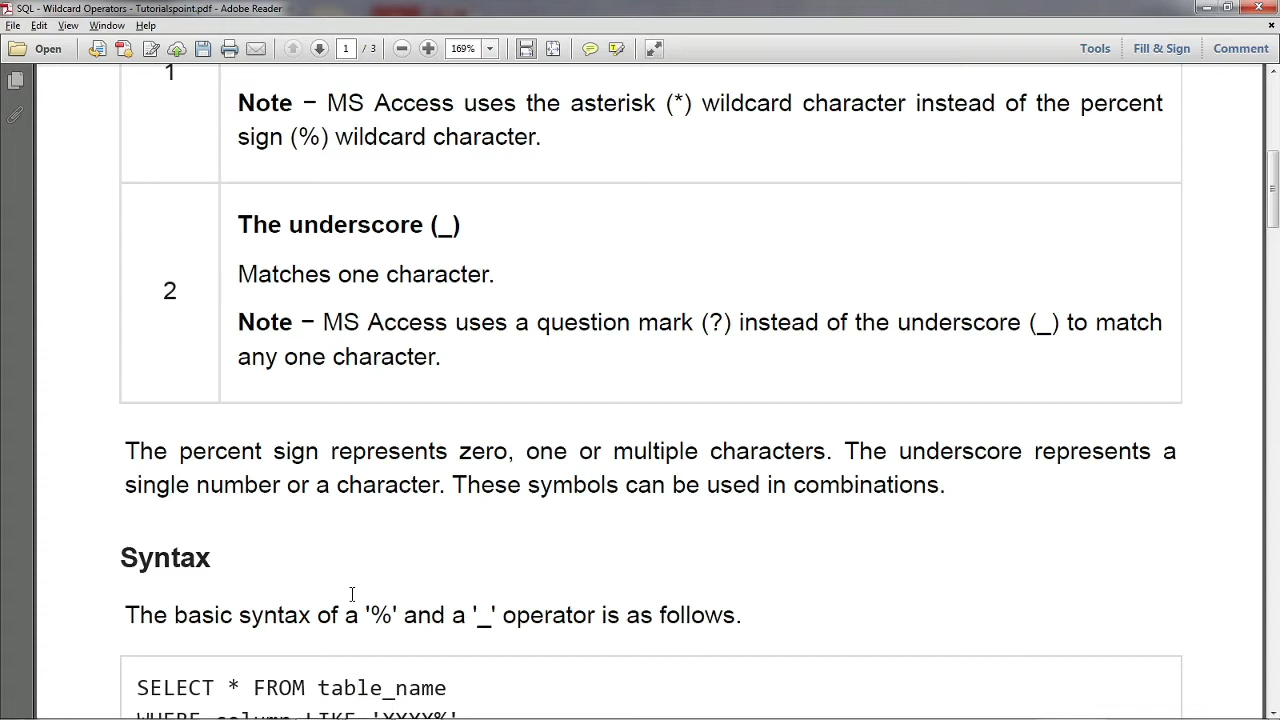 SQL - Wildcard Operators - Tutorialspoint.pdf - Adobe Reader
File Edit View Window Help
Open 1 / 3 169% Tools Fill & Sign Comment
1
Note − MS Access uses the asterisk (*) wildcard character instead of the percent
sign (%) wildcard character.
The underscore (_)
Matches one character.
2
Note − MS Access uses a question mark (?) instead of the underscore (_) to match
any one character.
The percent sign represents zero, one or multiple characters. The underscore represents a
single number or a character. These symbols can be used in combinations.
Syntax
The basic syntax of a '%' and a '_' operator is as follows.
SELECT * FROM table_name
WHERE column LIKE 'XXXX%'